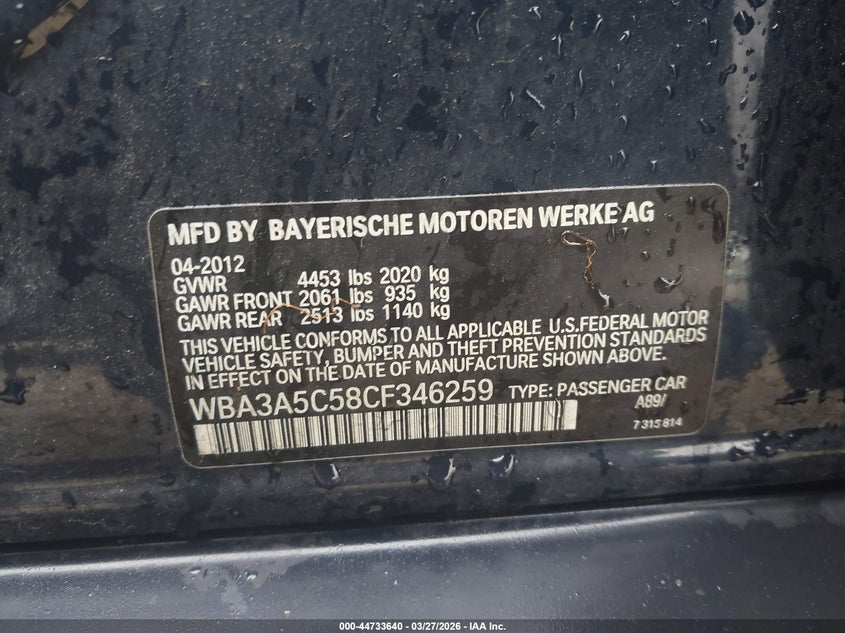 MFD BY BAYERISCHE MOTOREN WERKE AG
04-2012
GVWR 4453 lbs 2020 kg
GAWR FRONT 2061 lbs 935 kg
GAWR REAR 2513 lbs 1140 kg
THIS VEHICLE CONFORMS TO ALL APPLICABLE U.S.FEDERAL MOTOR
VEHICLE SAFETY, BUMPER AND THEFT PREVENTION STANDARDS
IN EFFECT ON THE DATE OF MANUFACTURE SHOWN ABOVE.
WBA3A5C58CF346259 TYPE: PASSENGER CAR
A89/
7 315 814
000-44733640 | 03/27/2026 - IAA Inc.